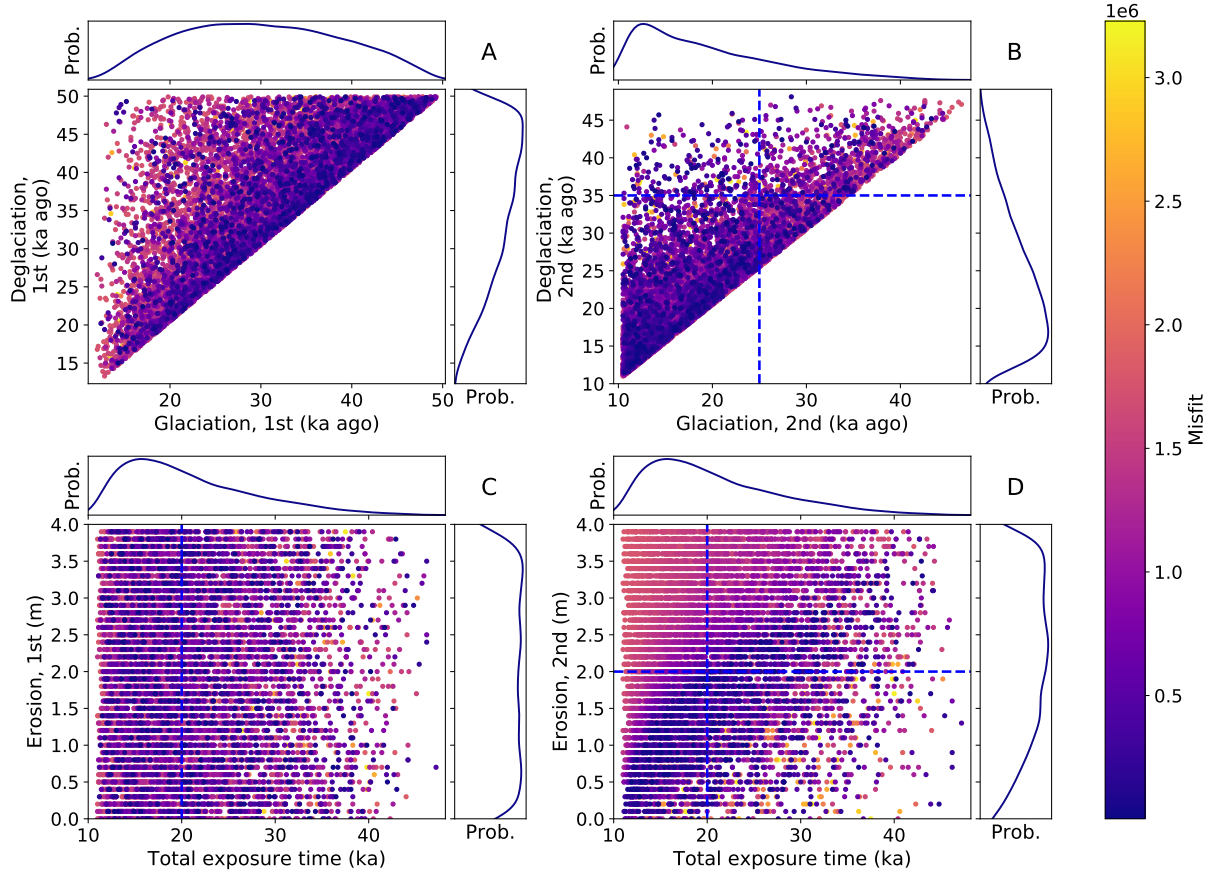 1e6
Prob.
A
Prob.
B
50
45
40
35
30
25
20
15
Deglaciation,
1st (ka ago)
20
30
40
50
Prob.
Glaciation, 1st (ka ago)
45
40
35
30
25
20
15
10
Deglaciation,
2nd (ka ago)
10
20
30
40
Prob.
Glaciation, 2nd (ka ago)
3.0
2.5
2.0
1.5
1.0
0.5
Misfit
Prob.
C
Prob.
D
4.0
3.5
3.0
2.5
2.0
1.5
1.0
0.5
0.0
Erosion, 1st (m)
10
20
30
40
Prob.
Total exposure time (ka)
4.0
3.5
3.0
2.5
2.0
1.5
1.0
0.5
0.0
Erosion, 2nd (m)
10
20
30
40
Prob.
Total exposure time (ka)